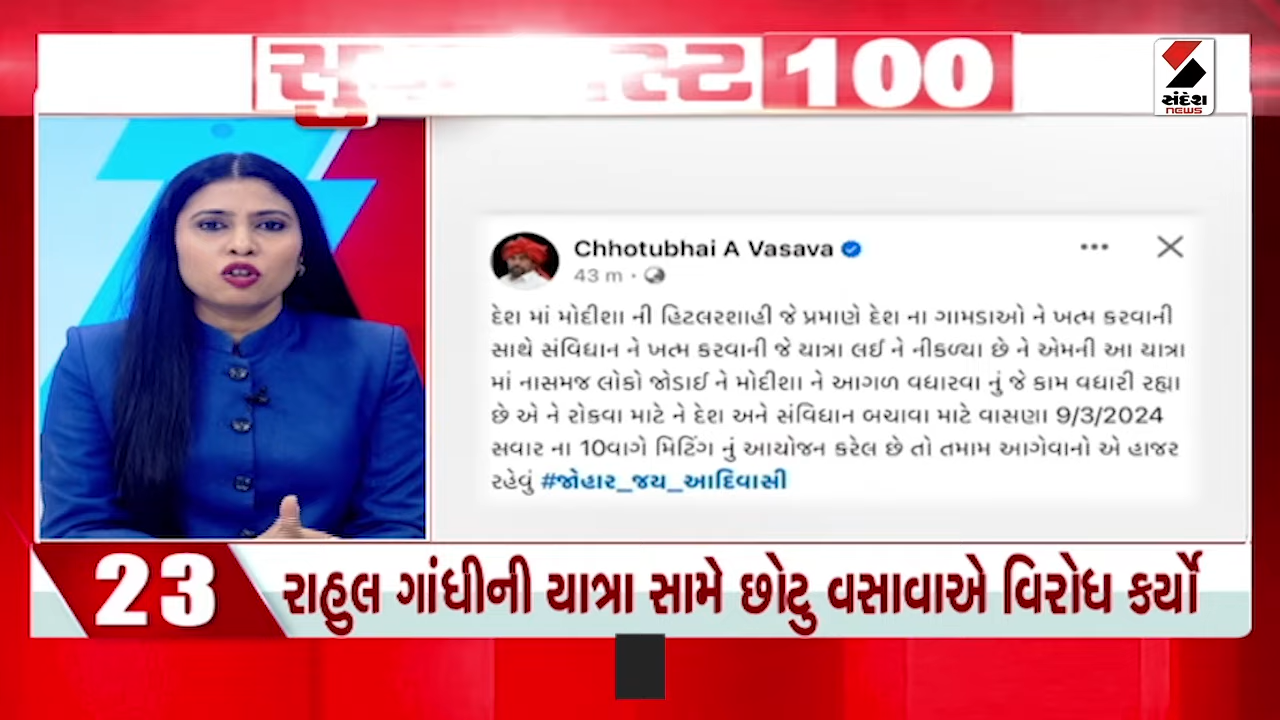 100
સંદેશ
NEWS
Chhotubhai A Vasava
43 m
દેશ માં મોદીશા ની હિટલરશાહી જે પ્રમાણે દેશ ના ગામડાઓ ને ખત્મ કરવાની
સાથે સંવિધાન ને ખત્મ કરવાની જે યાત્રા લઈ ને નીકળ્યા છે ને એમની આ યાત્રા
માં નાસમજ લોકો જોડાઈ ને મોદીશા ને આગળ વધારવા નું જે કામ વધારી રહ્યા
છે એ ને રોકવા માટે ને દેશ અને સંવિધાન બચાવા માટે વાસણા 9/3/2024
સવાર ના 10વાગે મિટિંગ નું આયોજન કરેલ છે તો તમામ આગેવાનો એ હાજર
રહેવું #જોહાર_જય_આદિવાસી
23 રાહુલ ગાંધીની યાત્રા સામે છોટુ વસાવાએ વિરોધ કર્યો